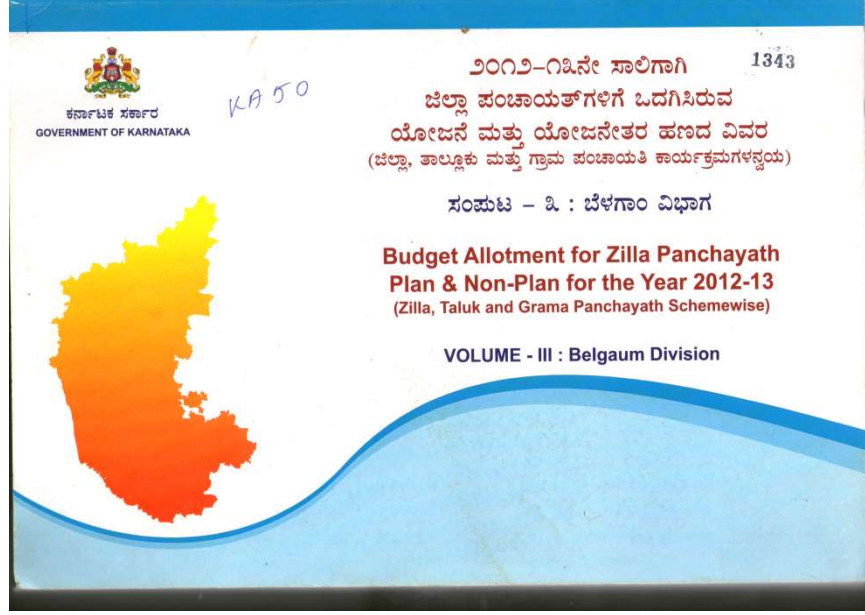 ಕರ್ನಾಟಕ ಸರ್ಕಾರ
GOVERNMENT OF KARNATAKA
KA50
1343
೨೦೧೨–೧೩ನೇ ಸಾಲಿಗಾಗಿ
ಜಿಲ್ಲಾ ಪಂಚಾಯತ್‌ಗಳಿಗೆ ಒದಗಿಸಿರುವ
ಯೋಜನೆ ಮತ್ತು ಯೋಜನೇತರ ಹಣದ ವಿವರ
(ಜಿಲ್ಲಾ, ತಾಲ್ಲೂಕು ಮತ್ತು ಗ್ರಾಮ ಪಂಚಾಯತಿ ಕಾರ್ಯಕ್ರಮಗಳನ್ವಯ)
ಸಂಪುಟ – ೩ : ಬೆಳಗಾಂ ವಿಭಾಗ
Budget Allotment for Zilla Panchayath
Plan & Non-Plan for the Year 2012-13
(Zilla, Taluk and Grama Panchayath Schemewise)
VOLUME - III : Belgaum Division